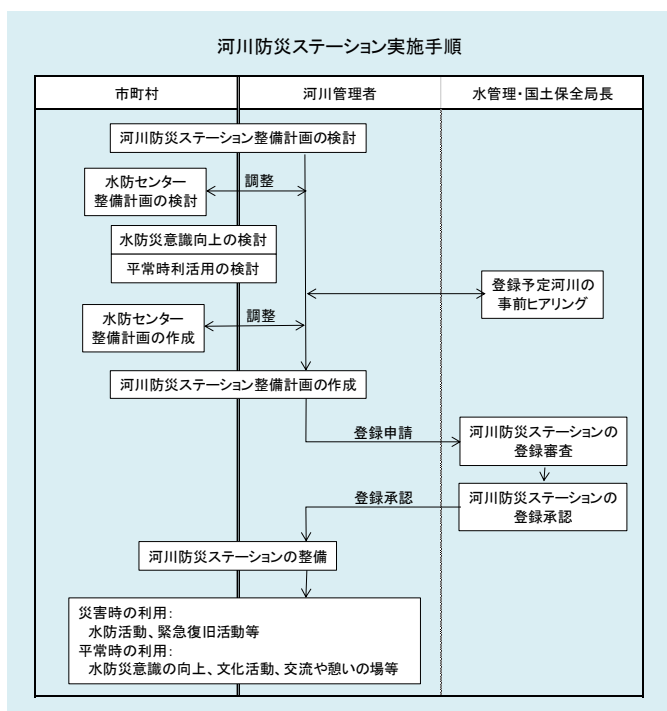 河川防災ステーション実施手順
市町村
河川管理者
水管理・国土保全局長
河川防災ステーション整備計画の検討
水防センター
整備計画の検討
調整
水防災意識向上の検討
平常時利活用の検討
登録予定河川の
事前ヒアリング
水防センター
整備計画の作成
調整
河川防災ステーション整備計画の作成
登録申請
河川防災ステーションの
登録審査
登録承認
河川防災ステーションの
登録承認
河川防災ステーションの整備
災害時の利用:
水防活動、緊急復旧活動等
平常時の利用:
水防災意識の向上、文化活動、交流や憩いの場等